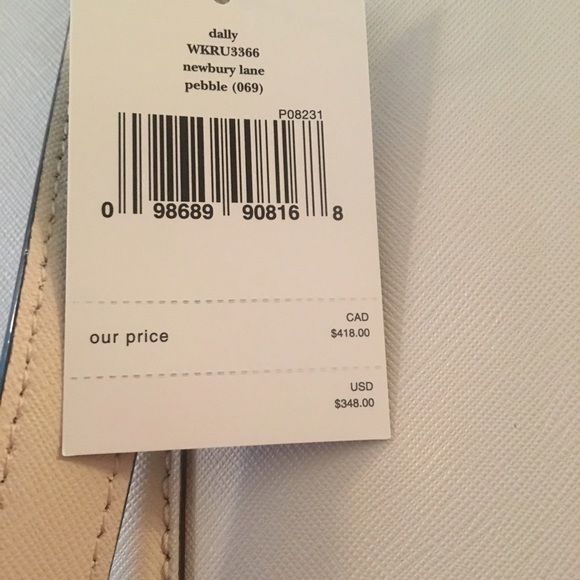 dally
WKRU3366
newbury lane
pebble (069)
P08231
0 98689 90816 8
our price
CAD
$418.00
USD
$348.00